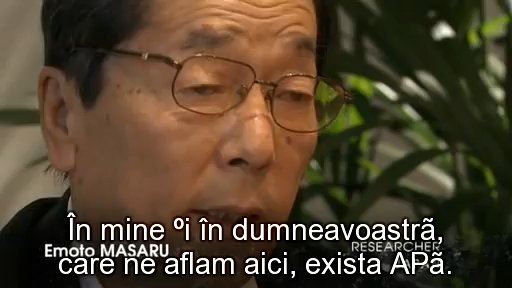 În mine ºi în dumneavoastrã,
Emoto MASARU
RESEARCHER
care ne aflam aici, exista APã.